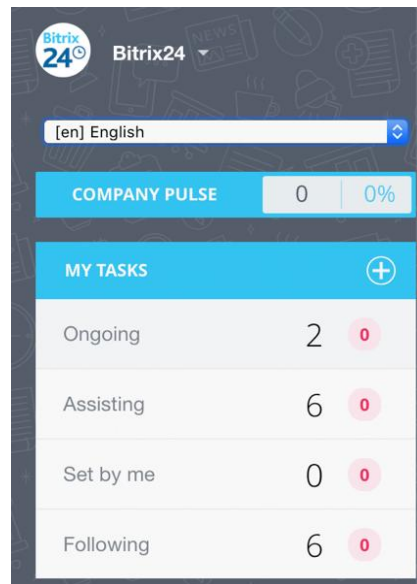 Bitrix
24
Bitrix24
NEWS
[en] English
COMPANY PULSE 0 0%
MY TASKS
Ongoing 2 0
Assisting 6 0
Set by me 0 0
Following 6 0